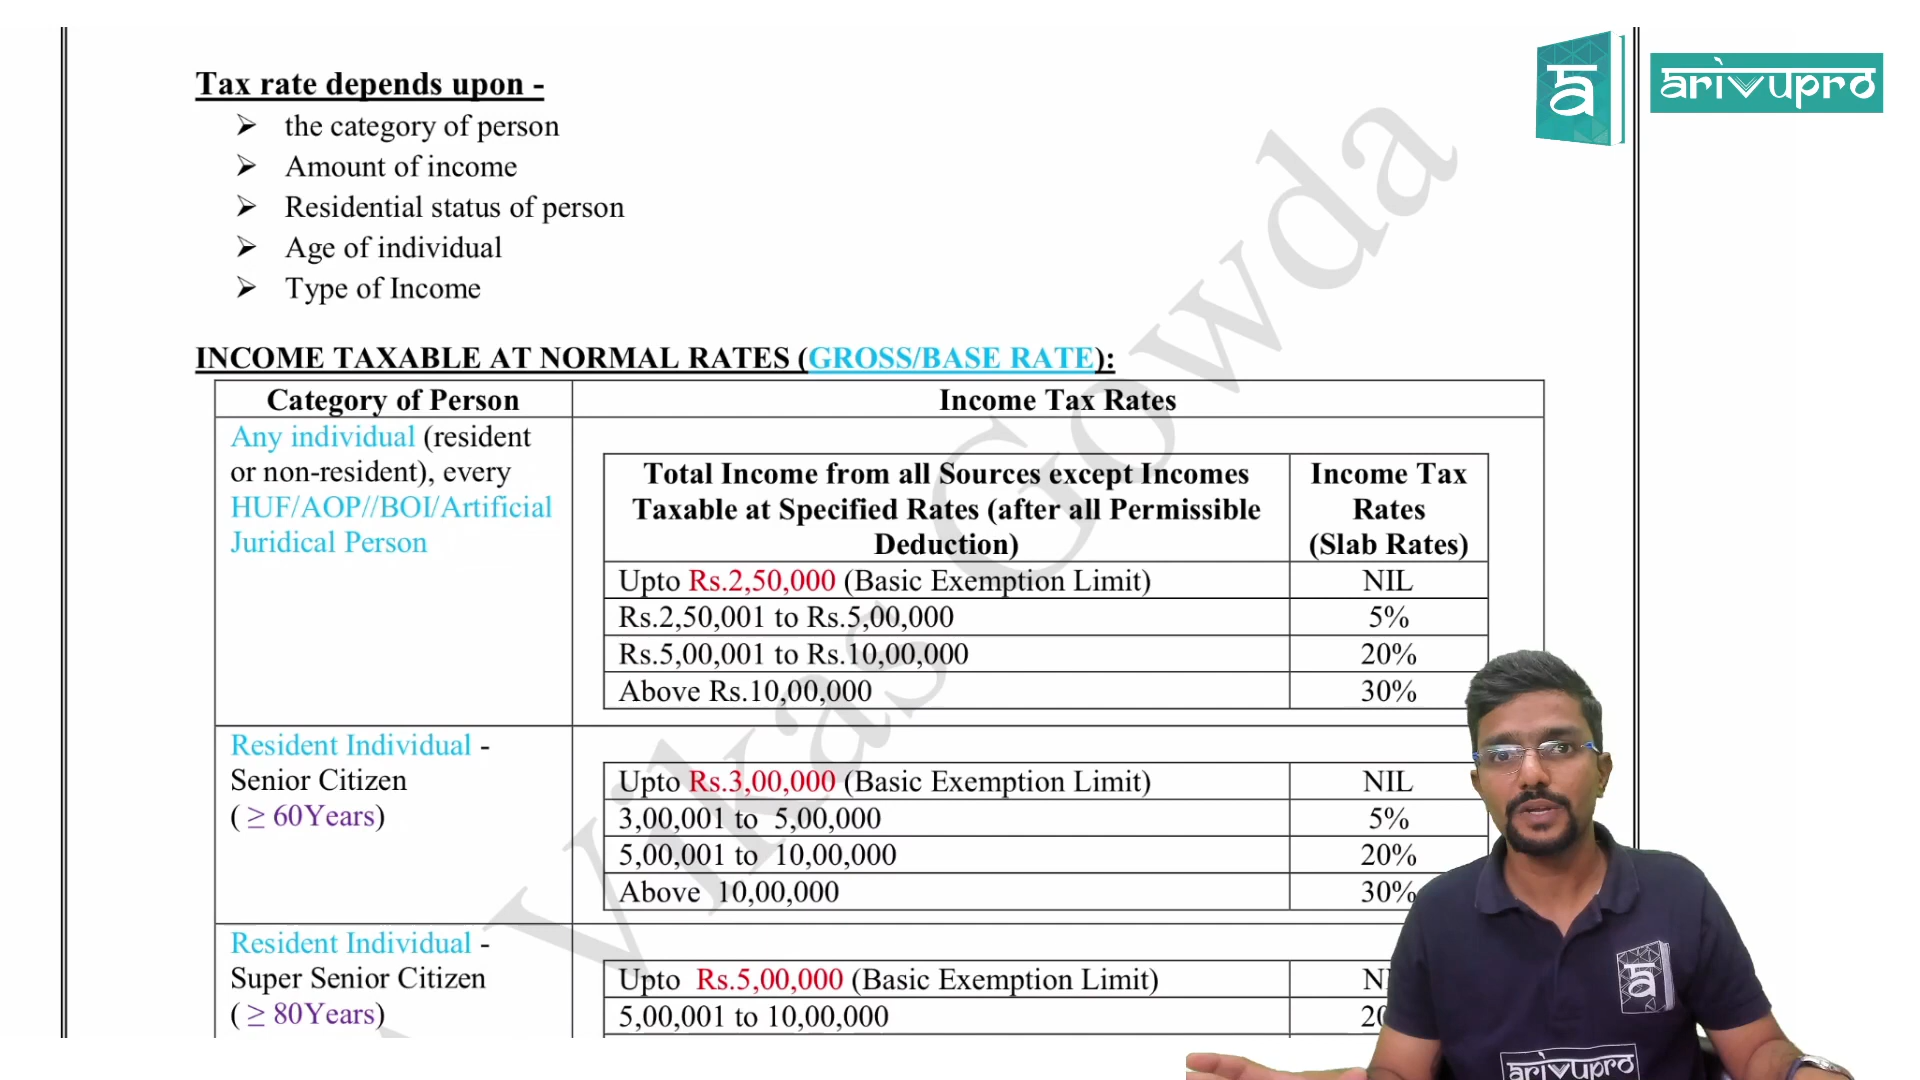 Tax rate depends upon -
➢ the category of person
➢ Amount of income
➢ Residential status of person
➢ Age of individual
➢ Type of Income
INCOME TAXABLE AT NORMAL RATES (GROSS/BASE RATE):
Category of Person Income Tax Rates
Any individual (resident
or non-resident), every
HUF/AOP//BOI/Artificial
Juridical Person
Total Income from all Sources except Incomes
Taxable at Specified Rates (after all Permissible
Deduction)
Income Tax
Rates
(Slab Rates)
Upto Rs.2,50,000 (Basic Exemption Limit) NIL
Rs.2,50,001 to Rs.5,00,000 5%
Rs.5,00,001 to Rs.10,00,000 20%
Above Rs.10,00,000 30%
Resident Individual -
Senior Citizen
( ≥ 60Years)
Upto Rs.3,00,000 (Basic Exemption Limit) NIL
3,00,001 to 5,00,000 5%
5,00,001 to 10,00,000 20%
Above 10,00,000 30%
Resident Individual -
Super Senior Citizen
( ≥ 80Years)
Upto Rs.5,00,000 (Basic Exemption Limit)
5,00,001 to 10,00,000
Vikas Gowda
a
arivupro
a
arivupro